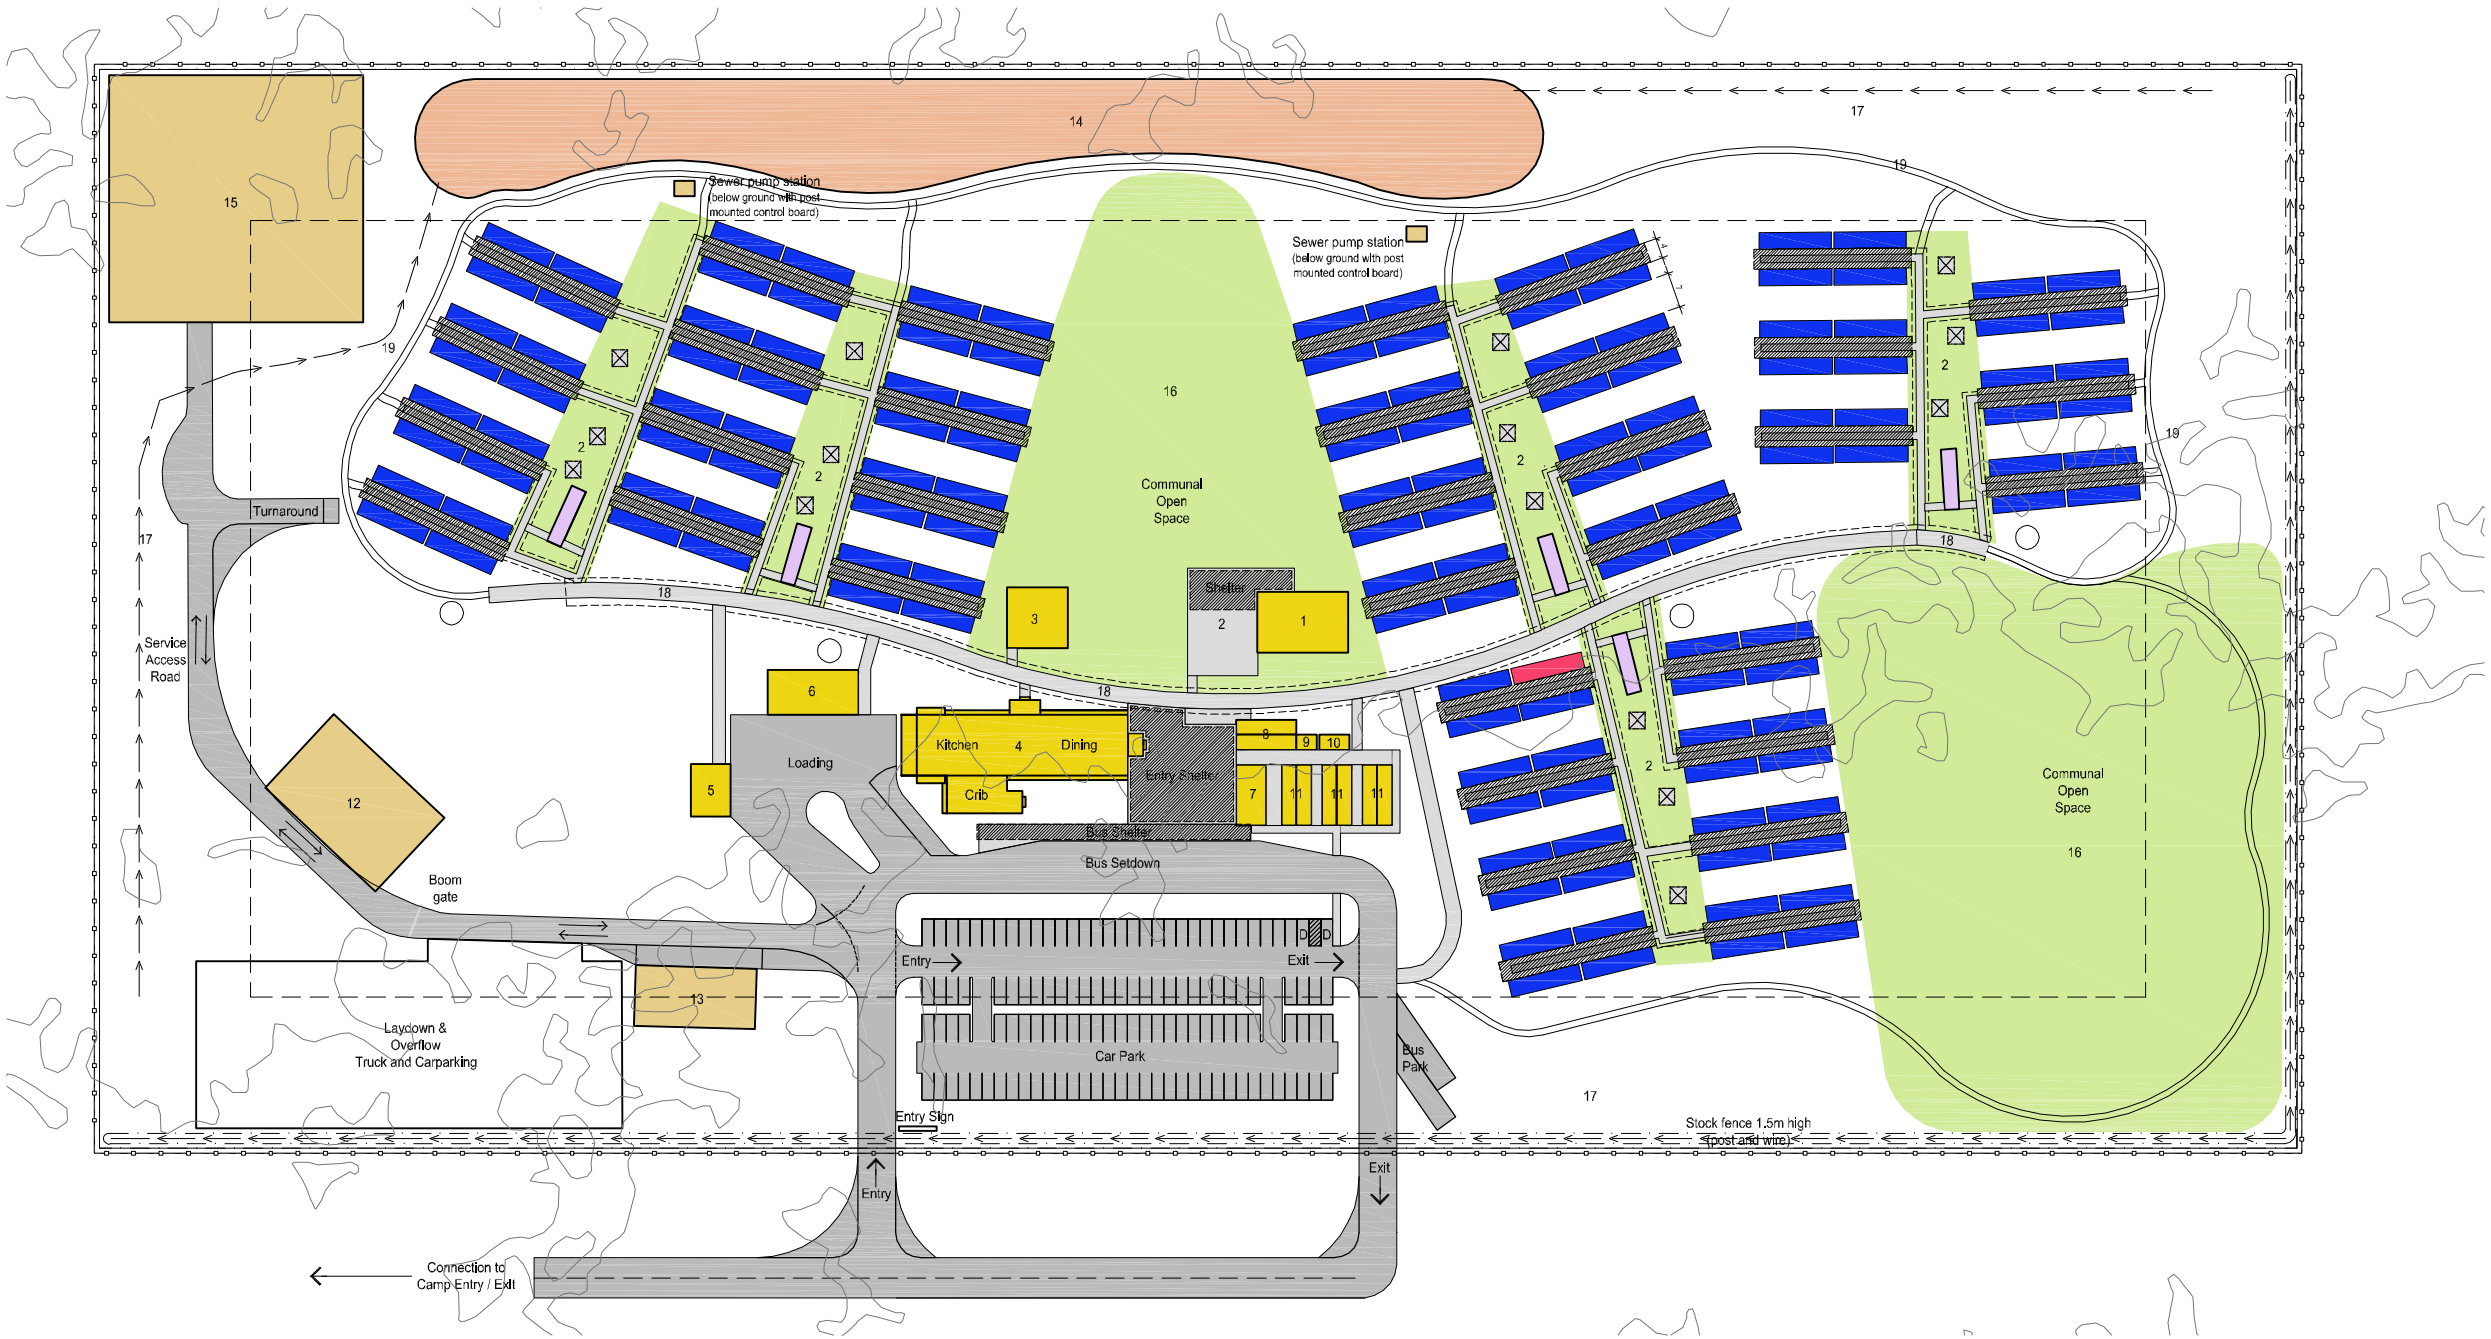 14
17
19
Sewer pump station
(below ground with post
mounted control board)
15
Sewer pump station
(below ground with post
mounted control board)
19
16
2
2
2
2
19
Communal
Open
Space
Turnaround
17
18
18
Shelter
3
2
1
Service
Access
Road
6
18
Kitchen
4
Dining
8
9
10
Loading
Entry Shelter
2
Communal
Open
Space
5
Crib
7
11
11
11
12
Bus Shelter
Bus Setdown
16
Boom
gate
D
D
Entry
Exit
13
Laydown &
Overflow
Truck and Carparking
Car Park
Bus
Park
17
Entry Sign
Stock fence 1.5m high
(post and wire)
Exit
Entry
Connection to
Camp Entry / Exit